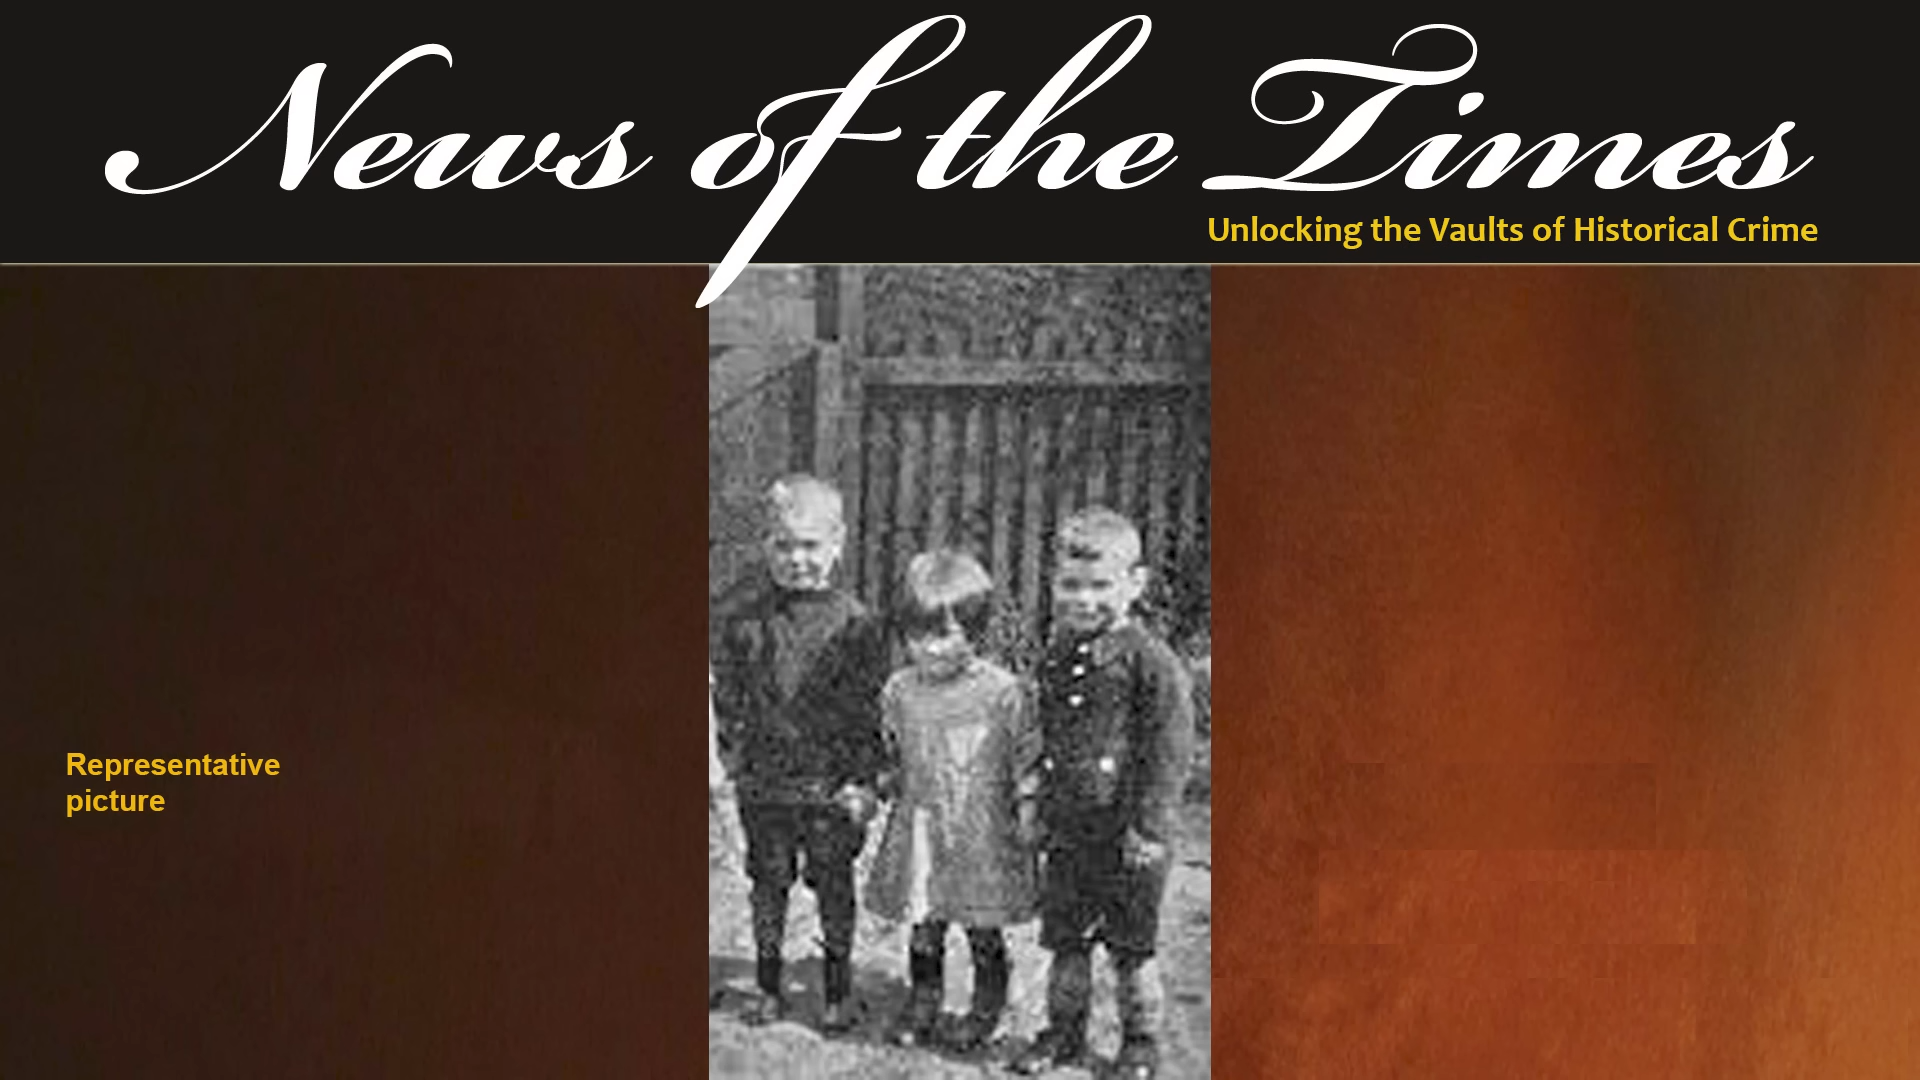 News of the Times
Unlocking the Vaults of Historical Crime
Representative
picture